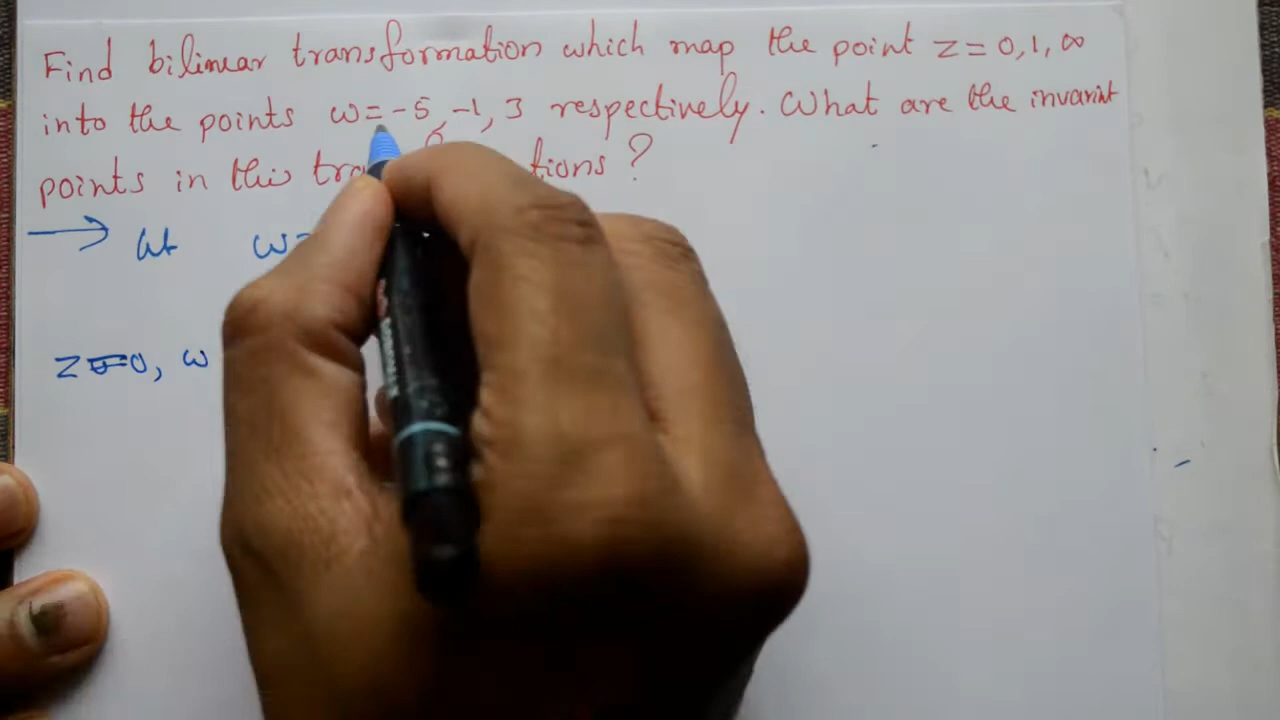 Find bilinear transformation which map the point z = 0, 1, ∞
into the points w = -5, -1, 3 respectively. What are the invarint
points in this tions ?
→ let w=
z=0, w